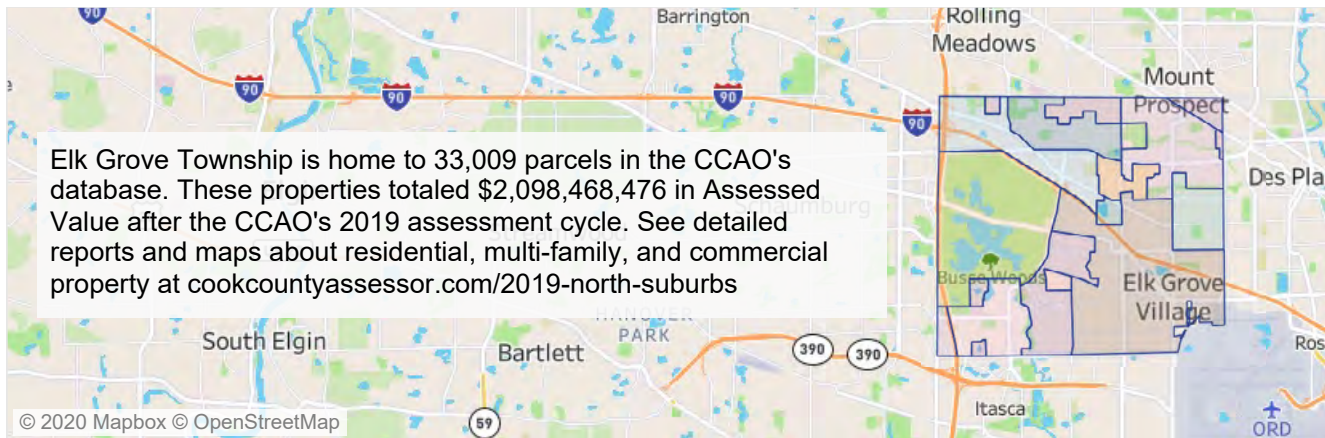 90
Barrington
Rolling
Meadows
90
90
90
Mount
Prospect
90
Elk Grove Township is home to 33,009 parcels in the CCAO's
database. These properties totaled $2,098,468,476 in Assessed
Value after the CCAO's 2019 assessment cycle. See detailed
reports and maps about residential, multi-family, and commercial
property at cookcountyassessor.com/2019-north-suburbs
Schaumburg
Des Pla
Busse Woods
Elk Grove
Village
HANOVER
PARK
South Elgin
Bartlett
390
390
Ros
Itasca
59
ORD
© 2020 Mapbox © OpenStreetMap